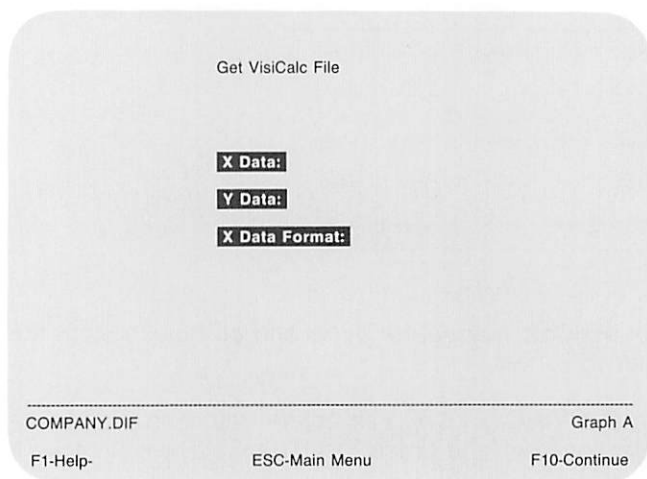 Get VisiCalc File
X Data:
Y Data:
X Data Format:
COMPANY.DIF Graph A
F1-Help- ESC-Main Menu F10-Continue